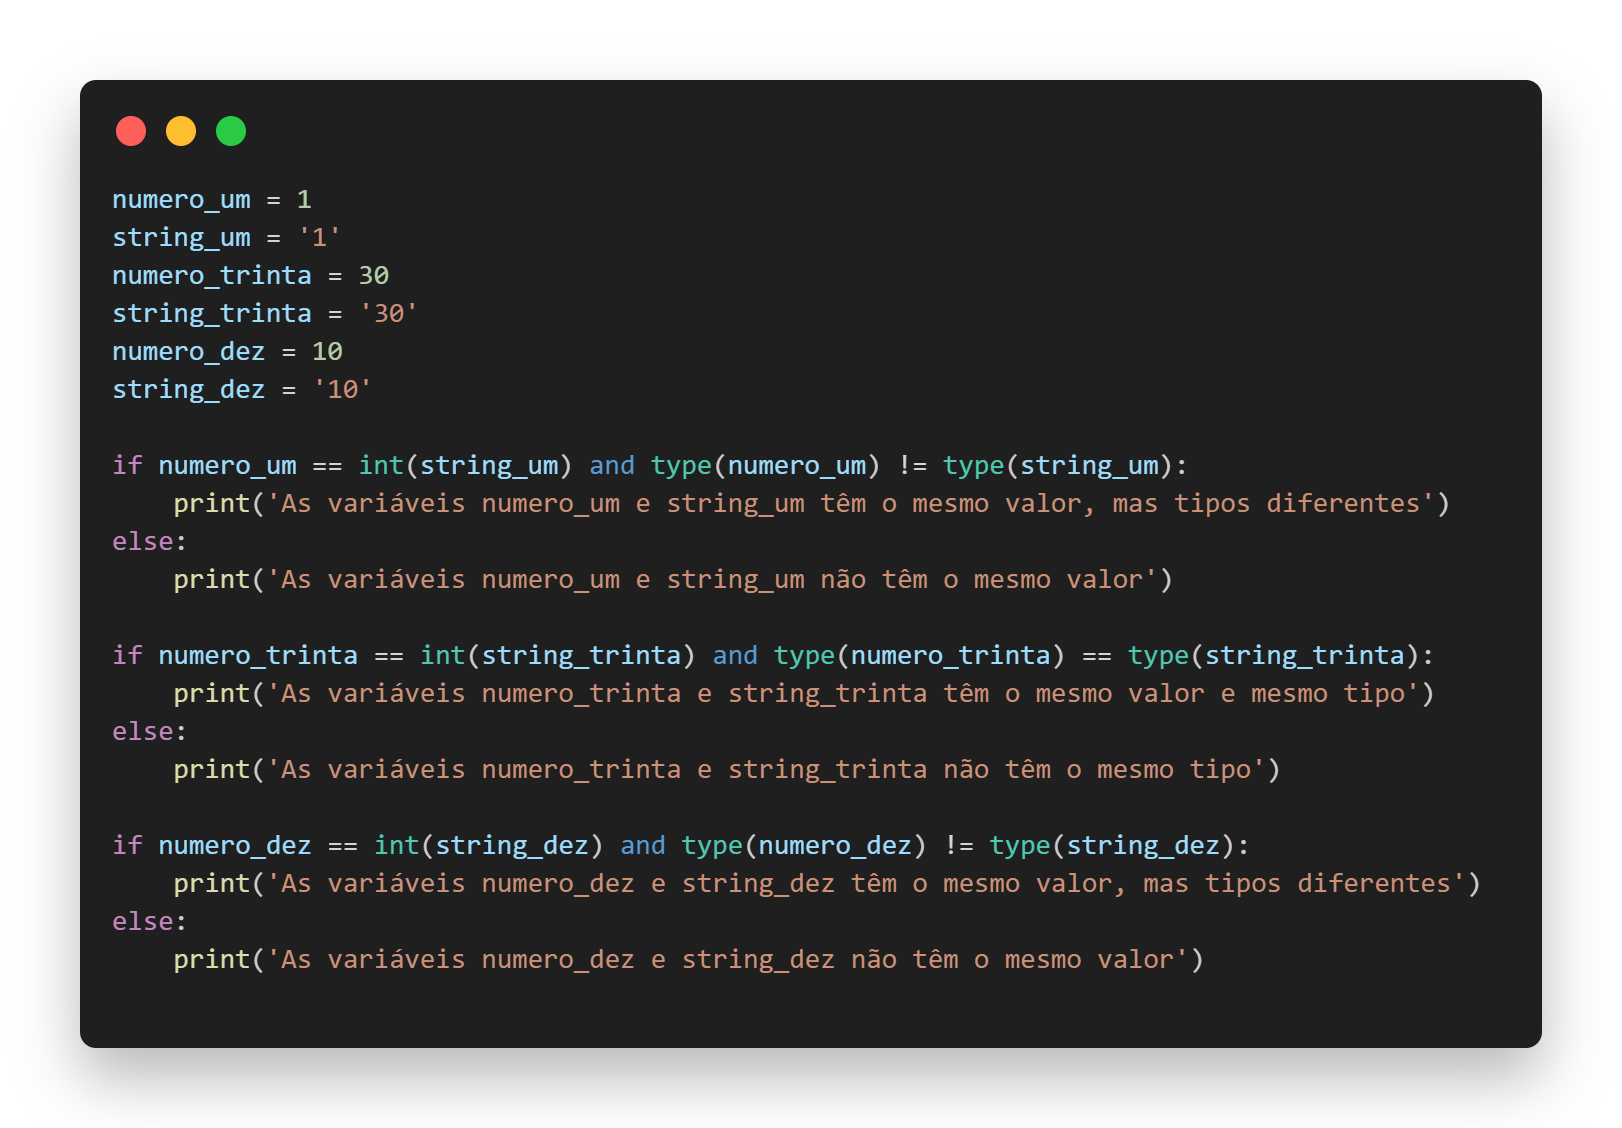 numero_um = 1
string_um = '1'
numero_trinta = 30
string_trinta = '30'
numero_dez = 10
string_dez = '10'

if numero_um == int(string_um) and type(numero_um) != type(string_um):
    print('As variáveis numero_um e string_um têm o mesmo valor, mas tipos diferentes')
else:
    print('As variáveis numero_um e string_um não têm o mesmo valor')

if numero_trinta == int(string_trinta) and type(numero_trinta) == type(string_trinta):
    print('As variáveis numero_trinta e string_trinta têm o mesmo valor e mesmo tipo')
else:
    print('As variáveis numero_trinta e string_trinta não têm o mesmo tipo')

if numero_dez == int(string_dez) and type(numero_dez) != type(string_dez):
    print('As variáveis numero_dez e string_dez têm o mesmo valor, mas tipos diferentes')
else:
    print('As variáveis numero_dez e string_dez não têm o mesmo valor')